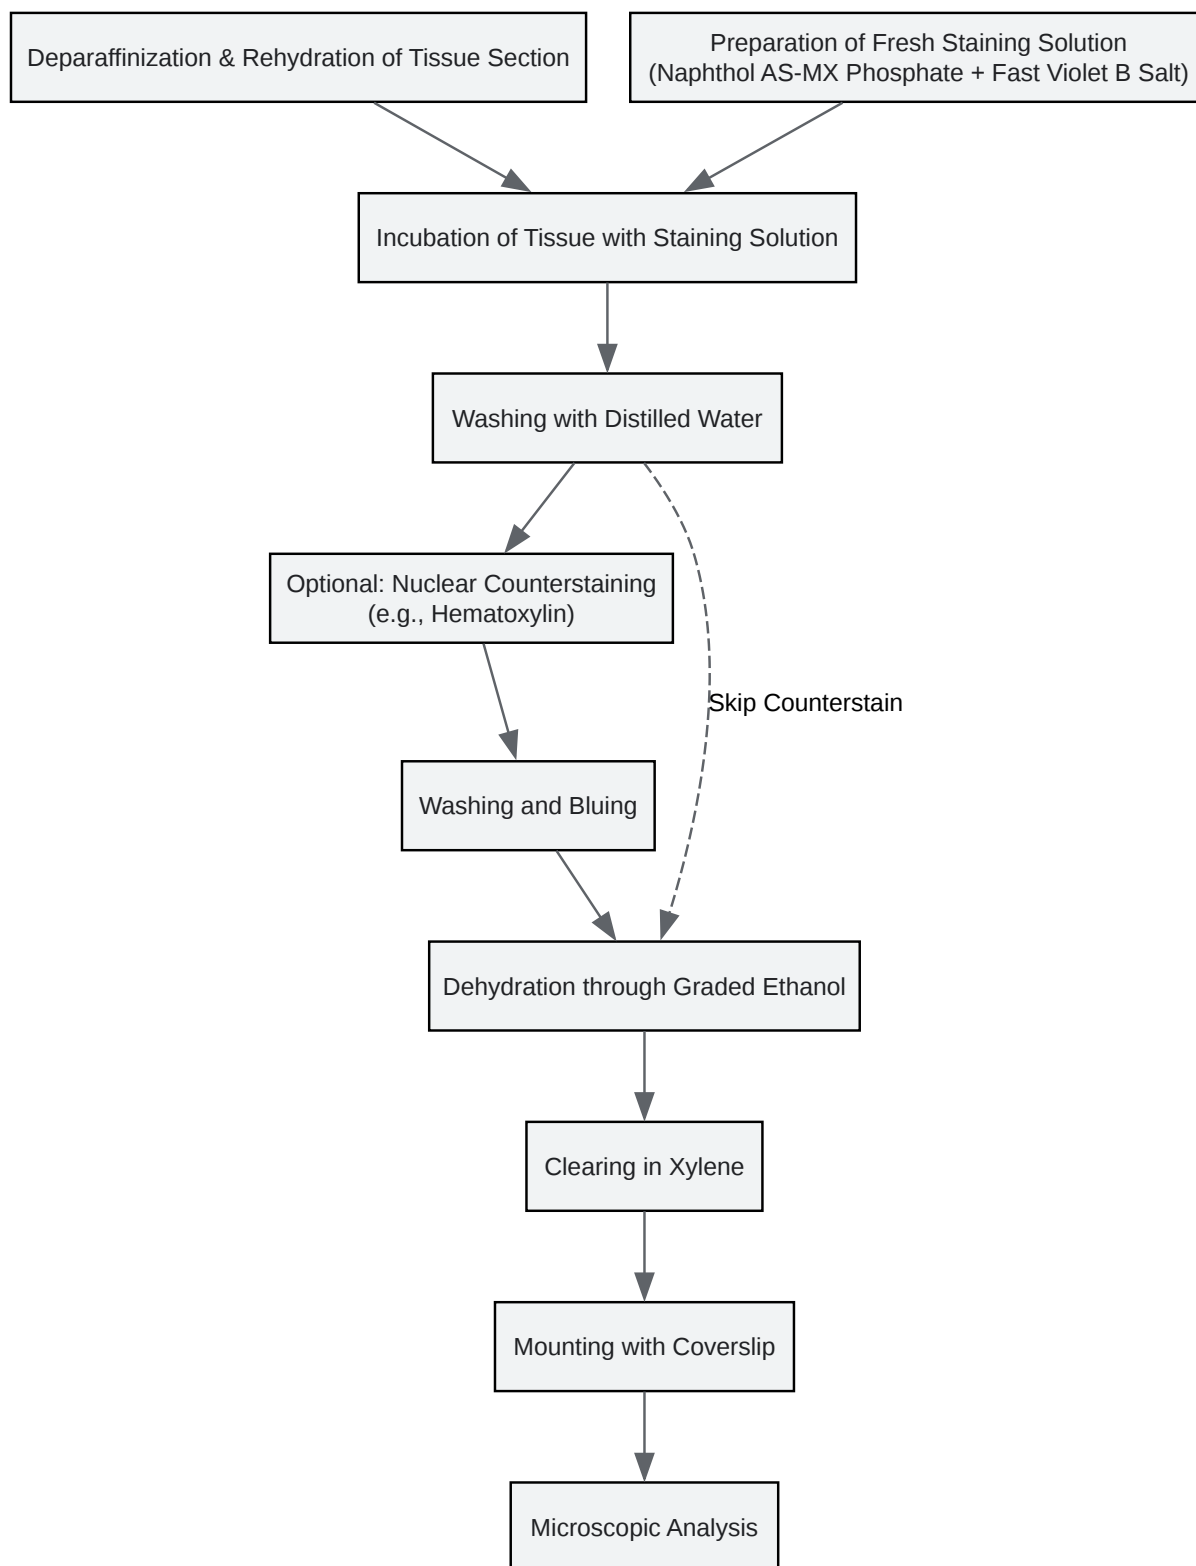 Deparaffinization & Rehydration of Tissue Section
Preparation of Fresh Staining Solution
(Naphthol AS-MX Phosphate + Fast Violet B Salt)
Incubation of Tissue with Staining Solution
Washing with Distilled Water
Optional: Nuclear Counterstaining
(e.g., Hematoxylin)
Skip Counterstain
Washing and Bluing
Dehydration through Graded Ethanol
Clearing in Xylene
Mounting with Coverslip
Microscopic Analysis